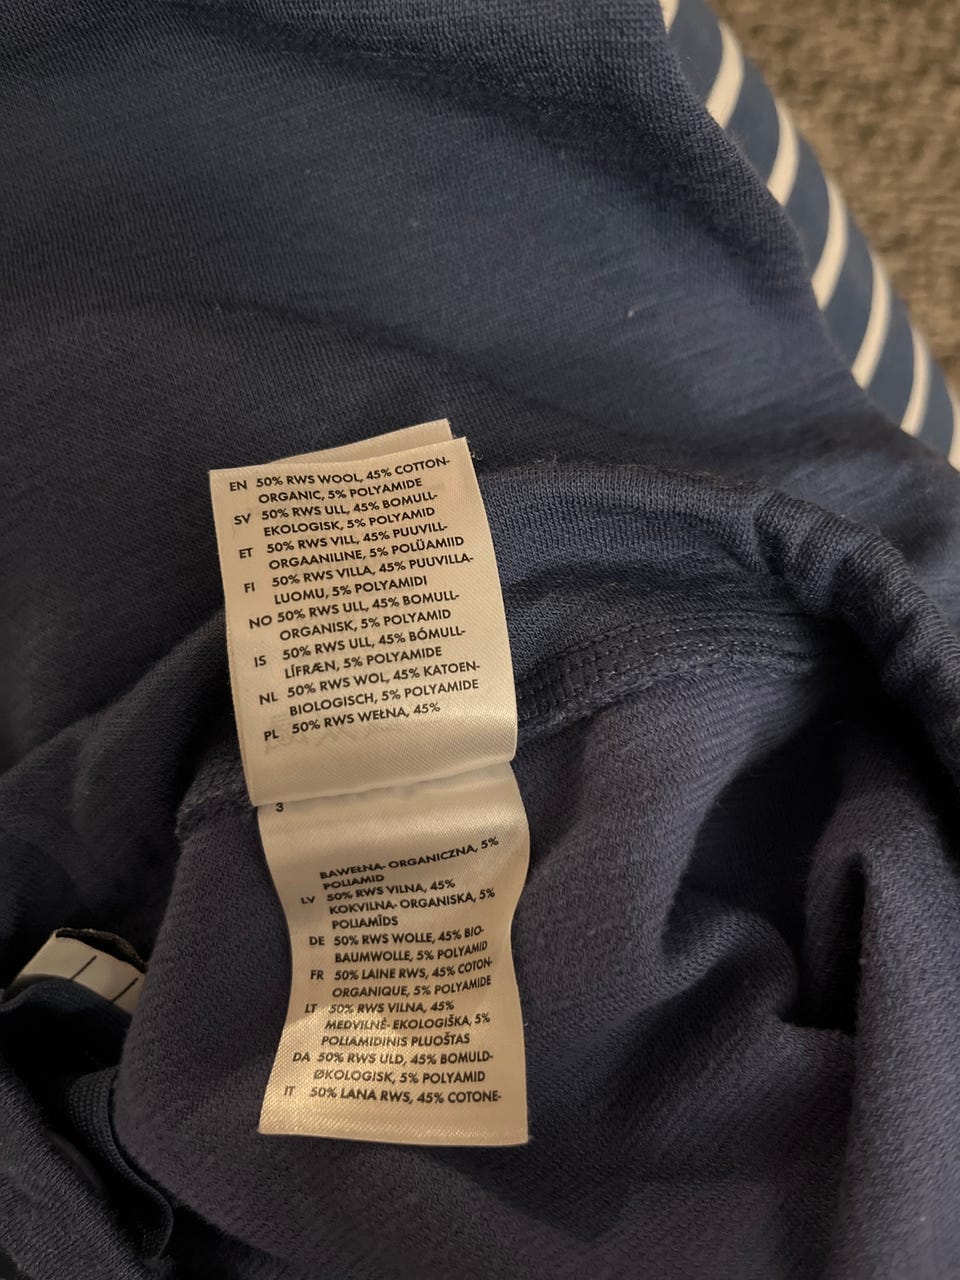 EN 50% RWS WOOL, 45% COTTON-
ORGANIC, 5% POLYAMIDE
SV 50% RWS ULL, 45% BOMULL-
EKOLOGISK, 5% POLYAMID
ET 50% RWS VILL, 45% PUUVILL-
ORGAANILINE, 5% POLÜAMIID
FI 50% RWS VILLA, 45% PUUVILLA-
LUOMU, 5% POLYAMIDI
NO 50% RWS ULL, 45% BOMULL-
ORGANISK, 5% POLYAMID
IS 50% RWS ULL, 45% BÓMULL-
LÍFRÆN, 5% POLYAMIDE
NL 50% RWS WOL, 45% KATOEN-
BIOLOGISCH, 5% POLYAMIDE
PL 50% RWS WEŁNA, 45%
3
BAWEŁNA- ORGANICZNA, 5%
POLIAMID
LV 50% RWS VILNA, 45%
KOKVILNA- ORGANISKA, 5%
POLIAMĪDS
DE 50% RWS WOLLE, 45% BIO-
BAUMWOLLE, 5% POLYAMID
FR 50% LAINE RWS, 45% COTON-
ORGANIQUE, 5% POLYAMIDE
LT 50% RWS VILNA, 45%
MEDVILNĖ- EKOLOGIŠKA, 5%
POLIAMIDINIS PLUOŠTAS
DA 50% RWS ULD, 45% BOMULD-
ØKOLOGISK, 5% POLYAMID
IT 50% LANA RWS, 45% COTONE-